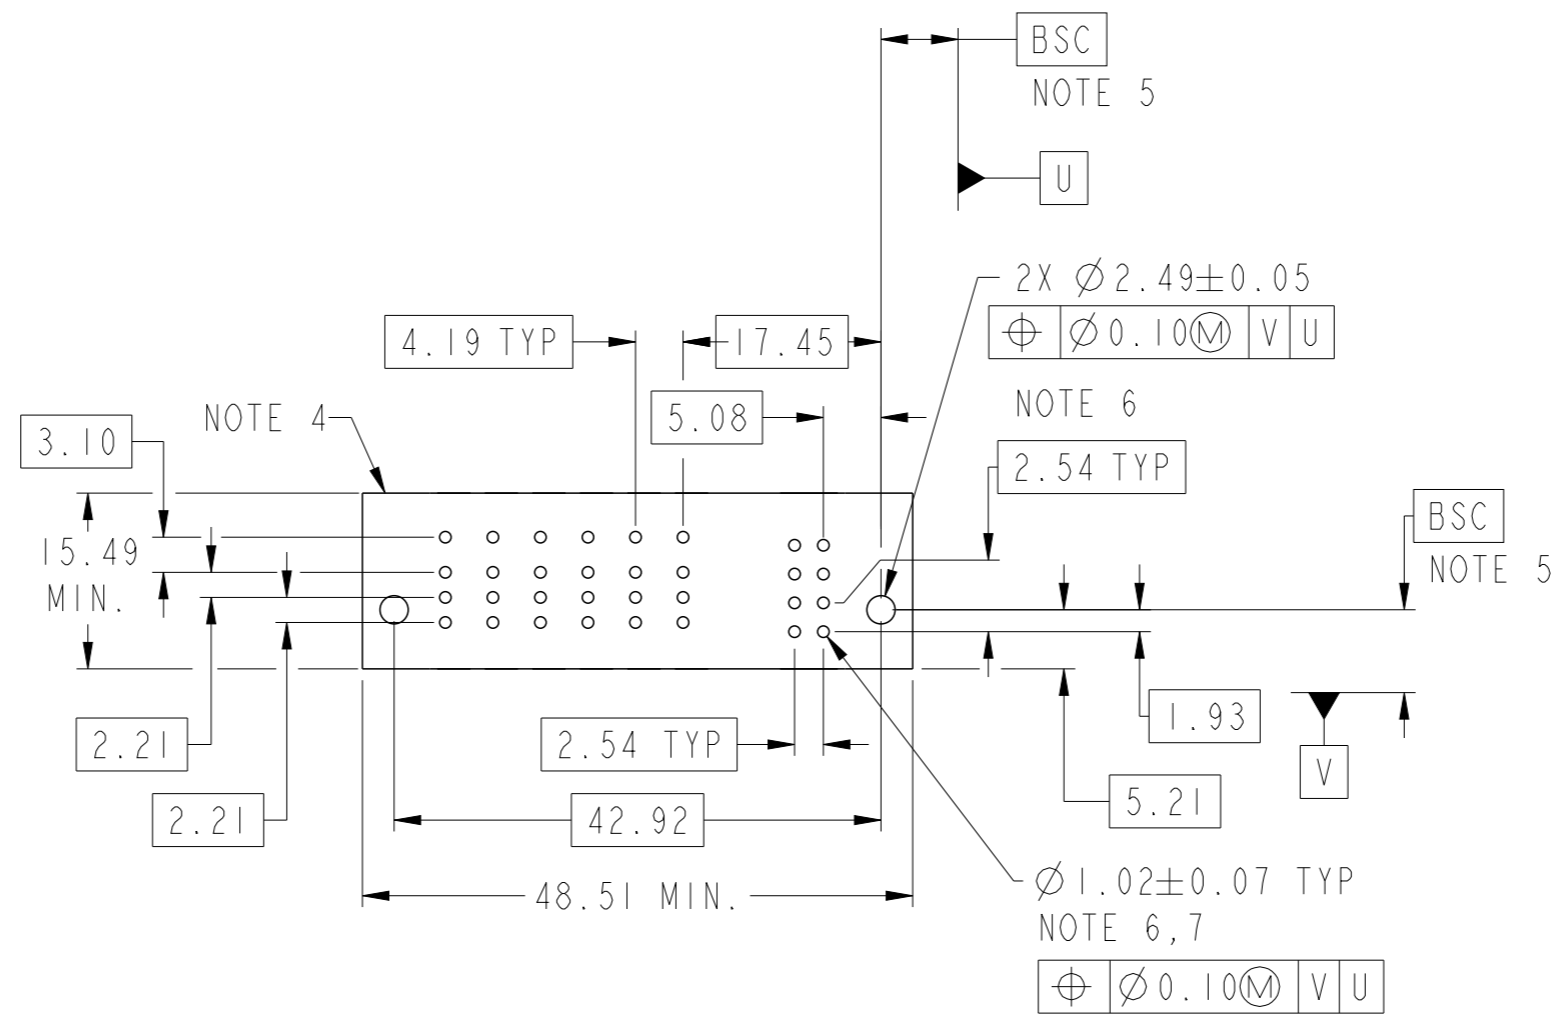 BSC
NOTE 5
U
2X ⌀2.49±0.05
⌖ ⌀0.10Ⓜ V U
NOTE 6
4.19 TYP
17.45
5.08
NOTE 4
3.10
2.54 TYP
BSC
NOTE 5
15.49
MIN.
2.21
2.54 TYP
1.93
V
2.21
42.92
5.21
48.51 MIN.
⌀1.02±0.07 TYP
NOTE 6,7
⌖ ⌀0.10Ⓜ V U